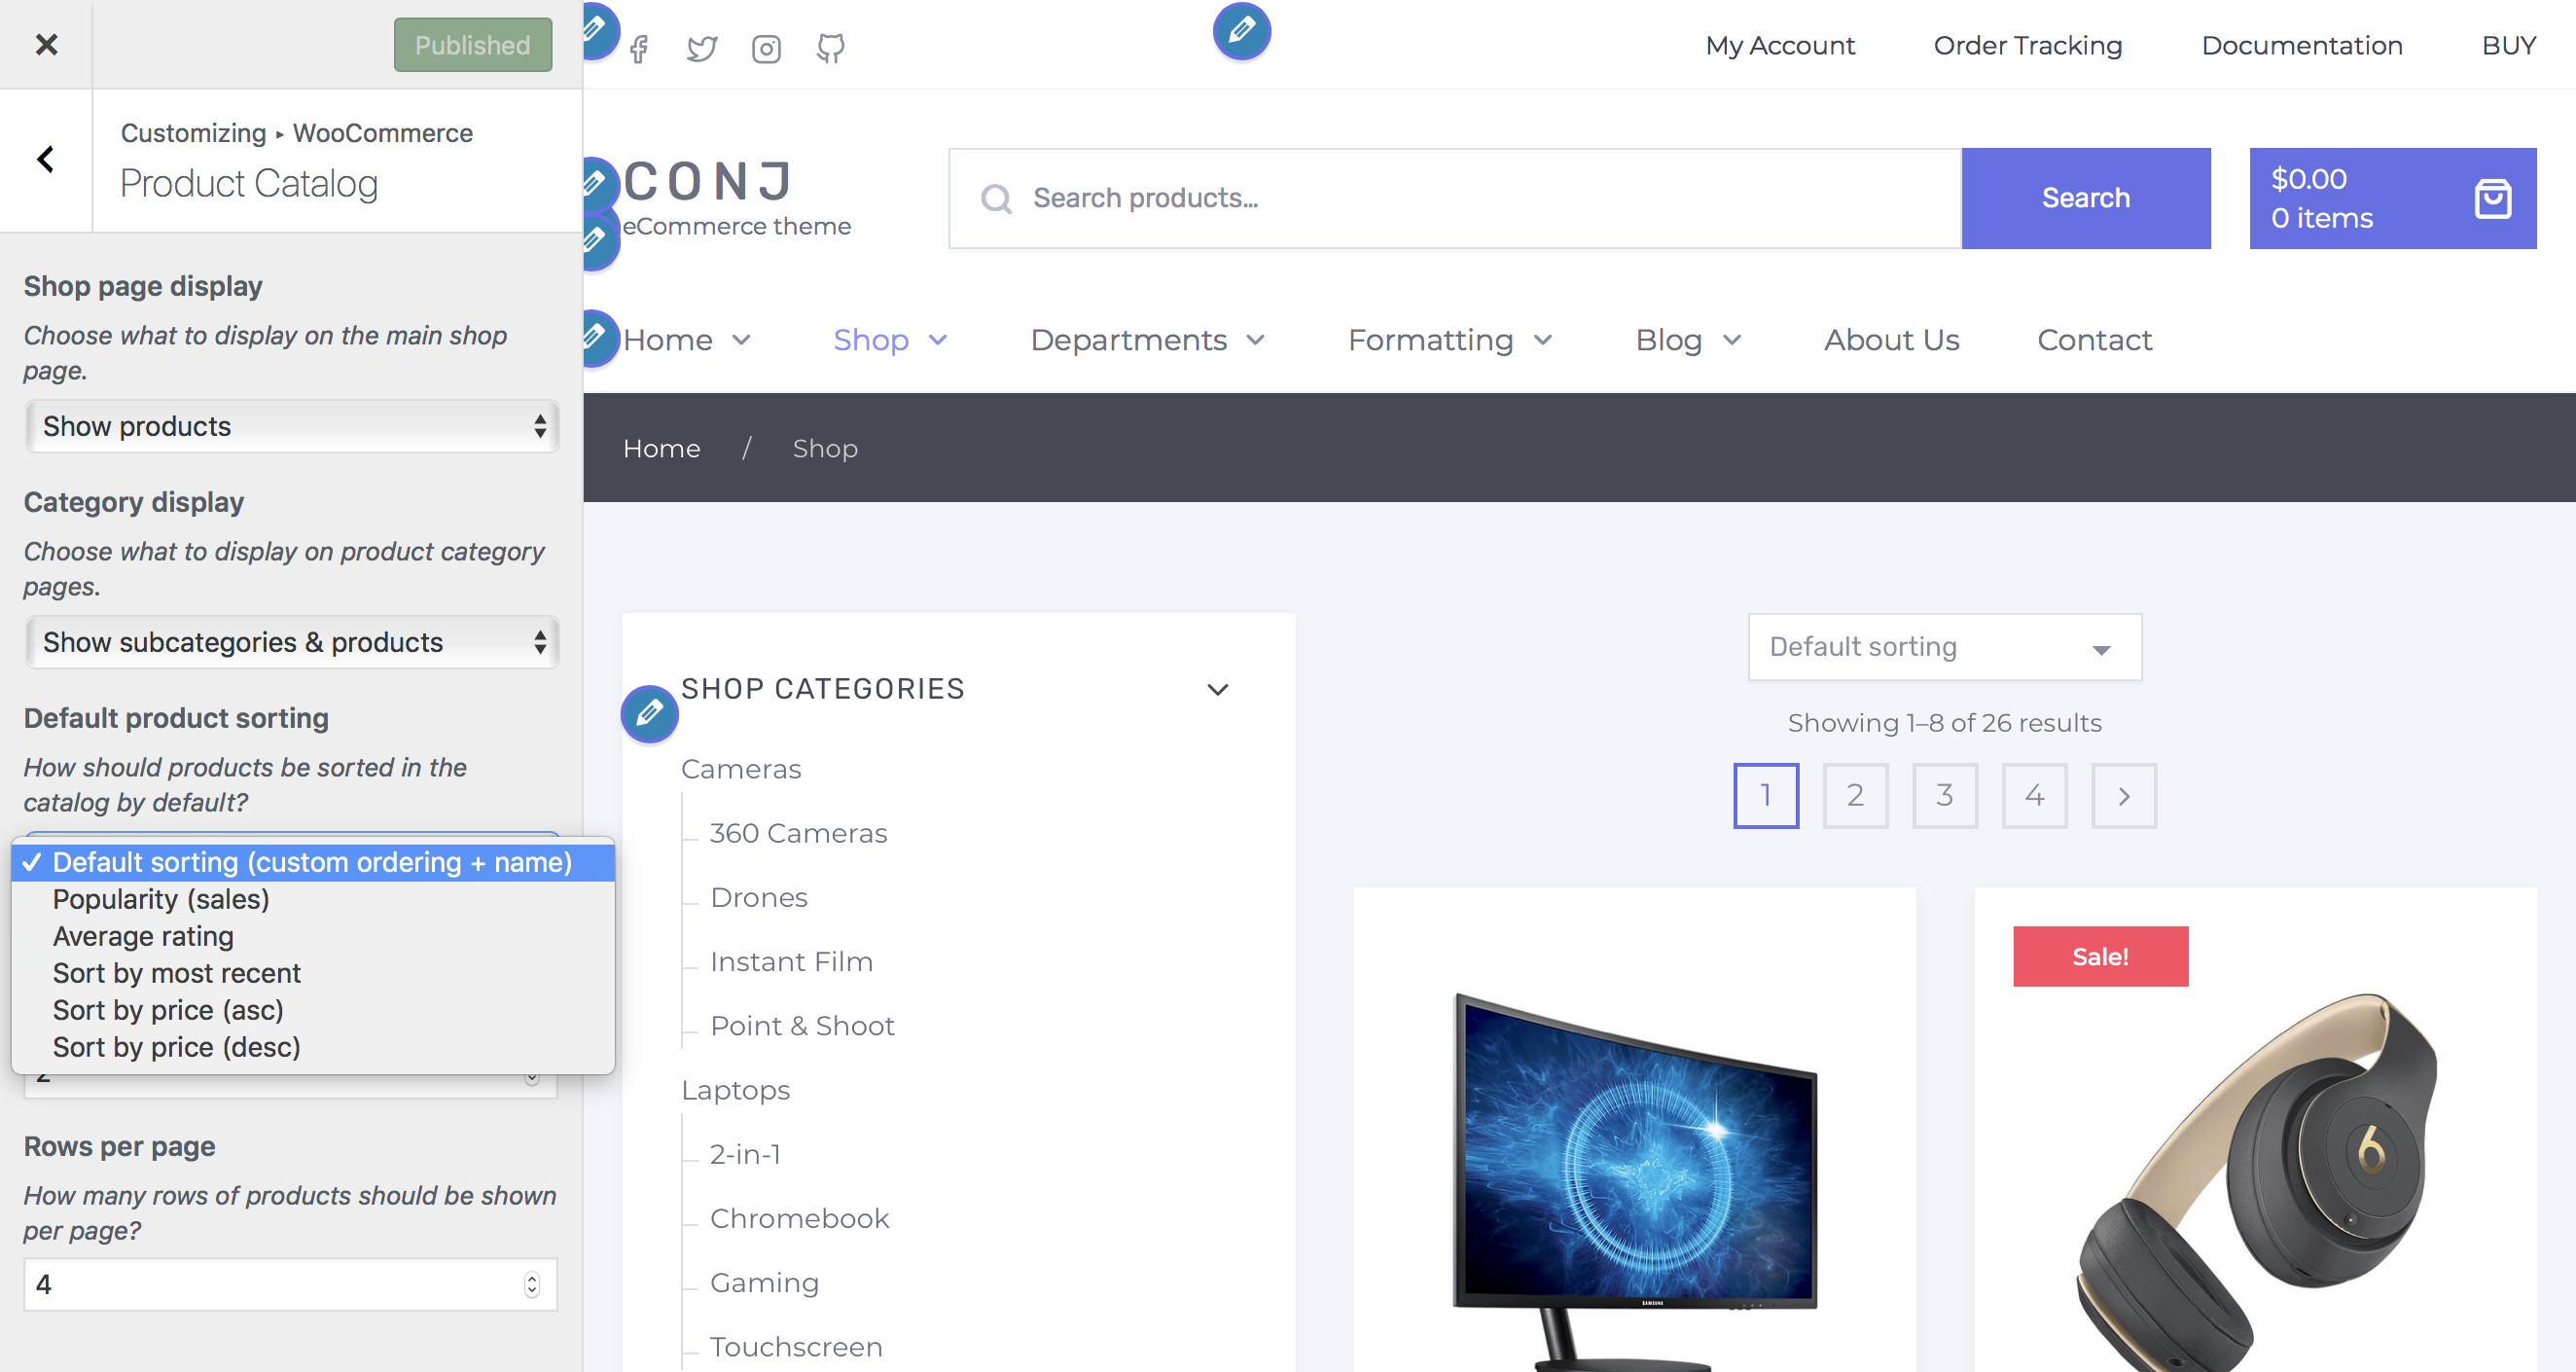 Published
Customizing ▸ WooCommerce
Product Catalog
Shop page display
Choose what to display on the main shop
page.
Show products
Category display
Choose what to display on product category
pages.
Show subcategories & products
Default product sorting
How should products be sorted in the
catalog by default?
✓ Default sorting (custom ordering + name)
Popularity (sales)
Average rating
Sort by most recent
Sort by price (asc)
Sort by price (desc)
2
Rows per page
How many rows of products should be shown
per page?
4
My Account Order Tracking Documentation BUY
CONJ
eCommerce theme
Search products...
Search
$0.00
0 items
Home Shop Departments Formatting Blog About Us Contact
Home / Shop
SHOP CATEGORIES
Cameras
360 Cameras
Drones
Instant Film
Point & Shoot
Laptops
2-in-1
Chromebook
Gaming
Touchscreen
Default sorting
Showing 1–8 of 26 results
1 2 3 4
SAMSUNG
Sale!